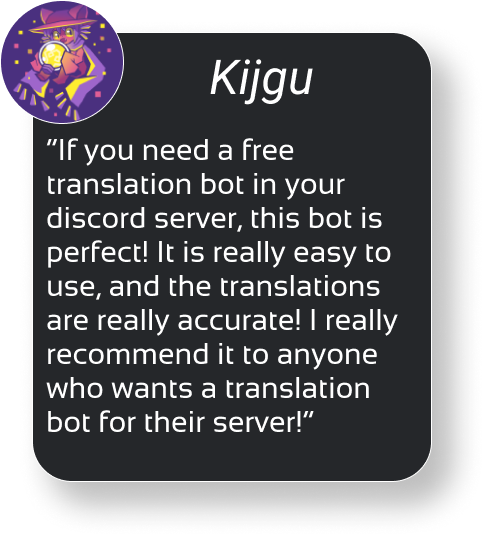 Kijgu
“If you need a free
translation bot in your
discord server, this bot is
perfect! It is really easy to
use, and the translations
are really accurate! I really
recommend it to anyone
who wants a translation
bot for their server!”